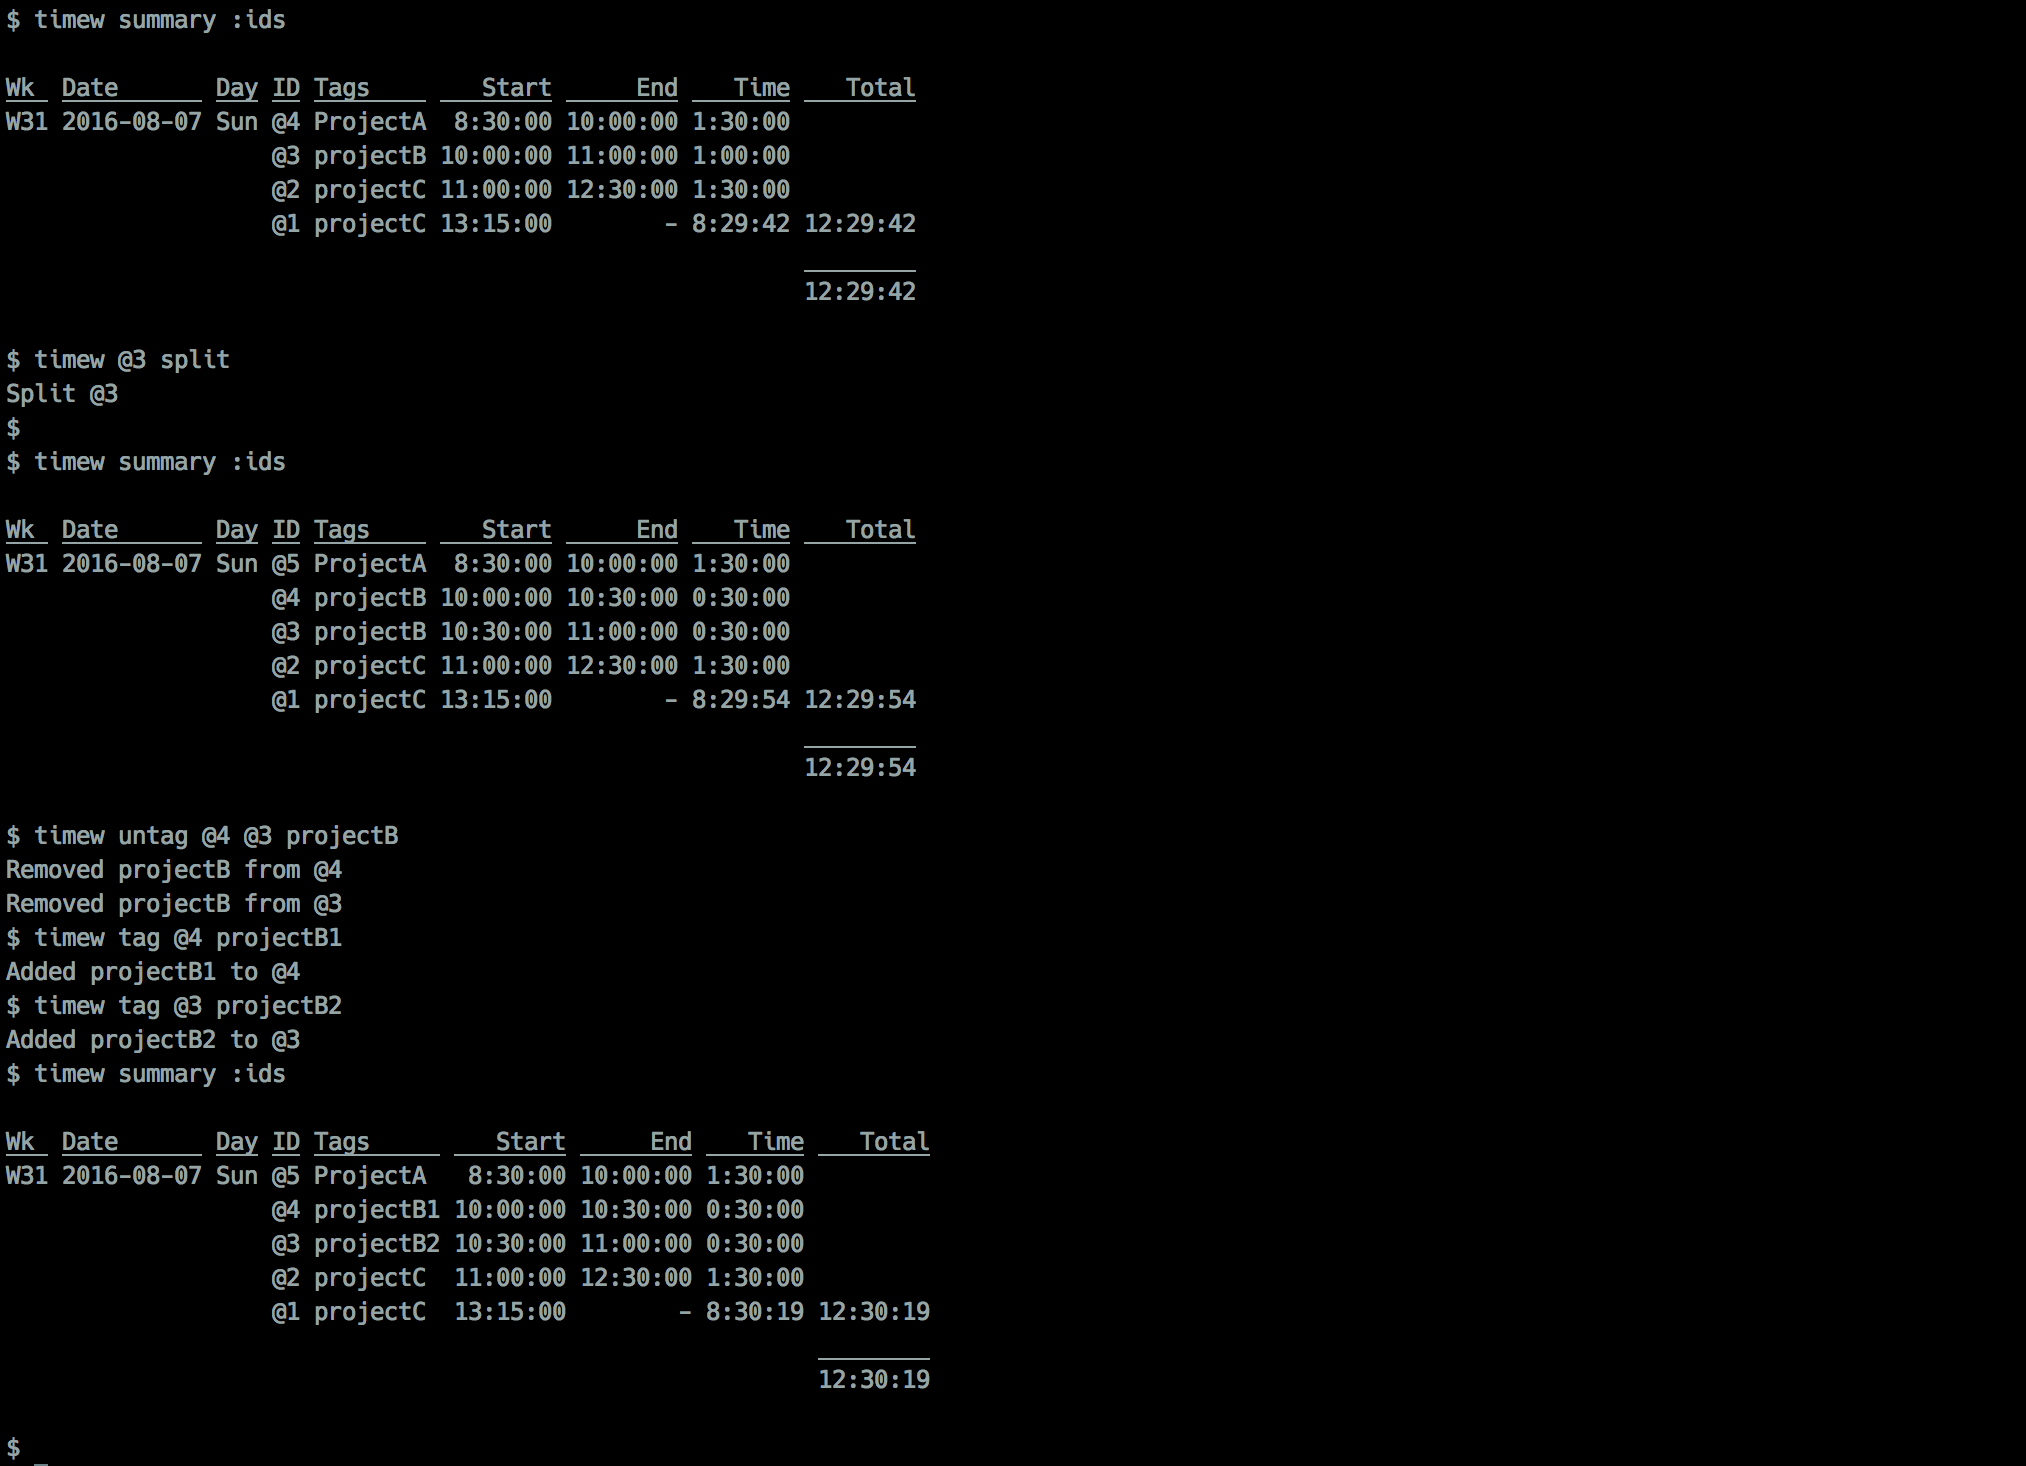 $ timew summary :ids
Wk Date Day ID Tags Start End Time Total
W31 2016-08-07 Sun @4 ProjectA 8:30:00 10:00:00 1:30:00
@3 projectB 10:00:00 11:00:00 1:00:00
@2 projectC 11:00:00 12:30:00 1:30:00
@1 projectC 13:15:00 - 8:29:42 12:29:42
12:29:42
$ timew @3 split
Split @3
$
$ timew summary :ids
Wk Date Day ID Tags Start End Time Total
W31 2016-08-07 Sun @5 ProjectA 8:30:00 10:00:00 1:30:00
@4 projectB 10:00:00 10:30:00 0:30:00
@3 projectB 10:30:00 11:00:00 0:30:00
@2 projectC 11:00:00 12:30:00 1:30:00
@1 projectC 13:15:00 - 8:29:54 12:29:54
12:29:54
$ timew untag @4 @3 projectB
Removed projectB from @4
Removed projectB from @3
$ timew tag @4 projectB1
Added projectB1 to @4
$ timew tag @3 projectB2
Added projectB2 to @3
$ timew summary :ids
Wk Date Day ID Tags Start End Time Total
W31 2016-08-07 Sun @5 ProjectA 8:30:00 10:00:00 1:30:00
@4 projectB1 10:00:00 10:30:00 0:30:00
@3 projectB2 10:30:00 11:00:00 0:30:00
@2 projectC 11:00:00 12:30:00 1:30:00
@1 projectC 13:15:00 - 8:30:19 12:30:19
12:30:19
$